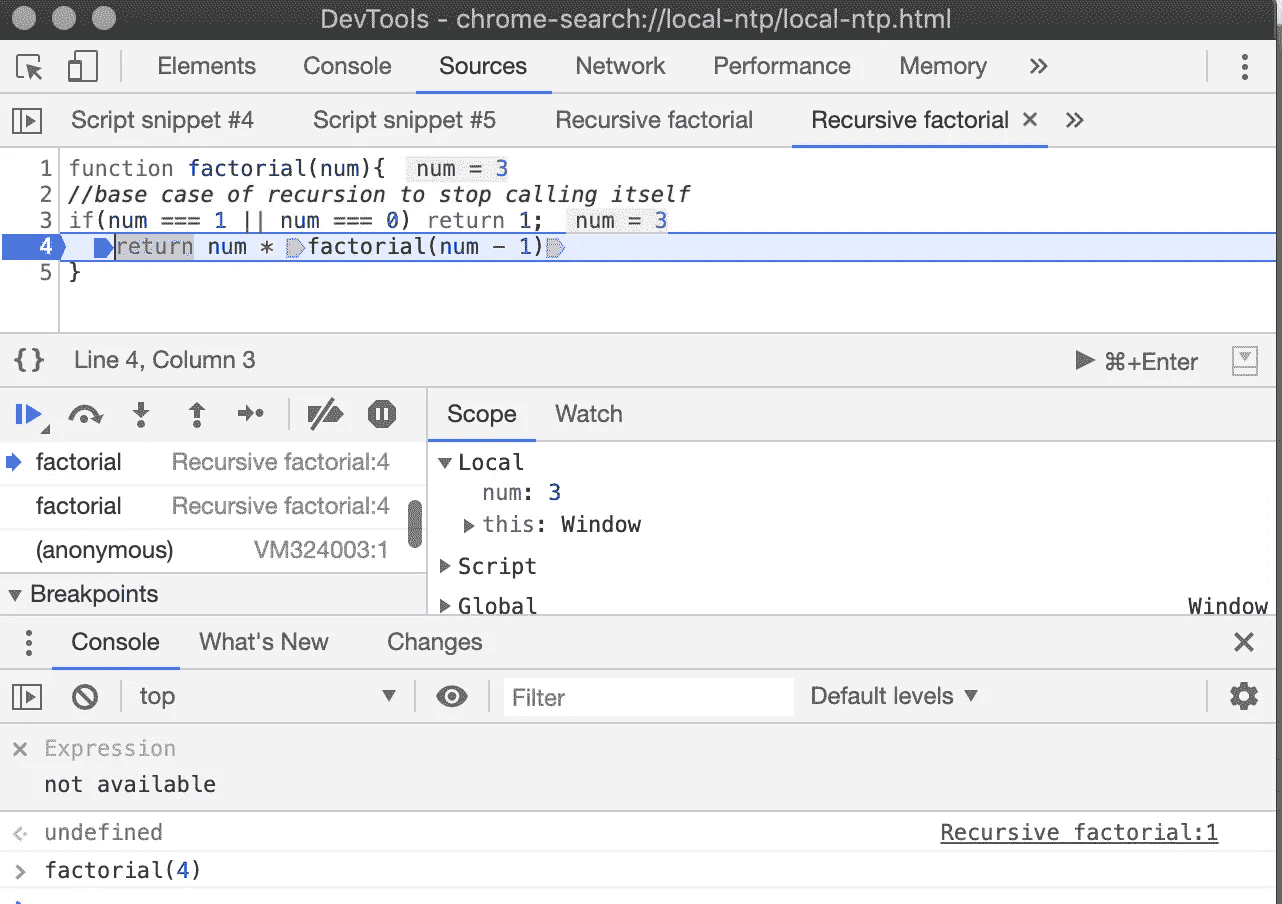 DevTools - chrome-search://local-ntp/local-ntp.html
Elements Console Sources Network Performance Memory »
Script snippet #4 Script snippet #5 Recursive factorial Recursive factorial × »
1 function factorial(num){ num = 3
2 //base case of recursion to stop calling itself
3 if(num === 1 || num === 0) return 1; num = 3
4 return num * factorial(num - 1)
5 }
{} Line 4, Column 3 ⌘+Enter
Scope Watch
factorial Recursive factorial:4
factorial Recursive factorial:4
(anonymous) VM324003:1
Breakpoints
Local
num: 3
this: Window
Script
Global Window
Console What's New Changes ×
top Filter Default levels
× Expression
not available
undefined Recursive factorial:1
> factorial(4)